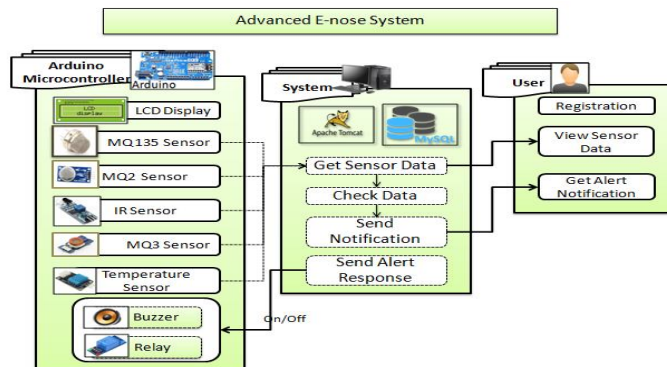 Advanced E-nose System
Arduino
Microcontroller
Arduino
LCD
display
LCD Display
MQ135 Sensor
MQ2 Sensor
IR Sensor
MQ3 Sensor
Temperature
Sensor
Buzzer
Relay
On/Off
System
Apache Tomcat
MySQL
Get Sensor Data
Check Data
Send
Notification
Send Alert
Response
User
Registration
View Sensor
Data
Get Alert
Notification